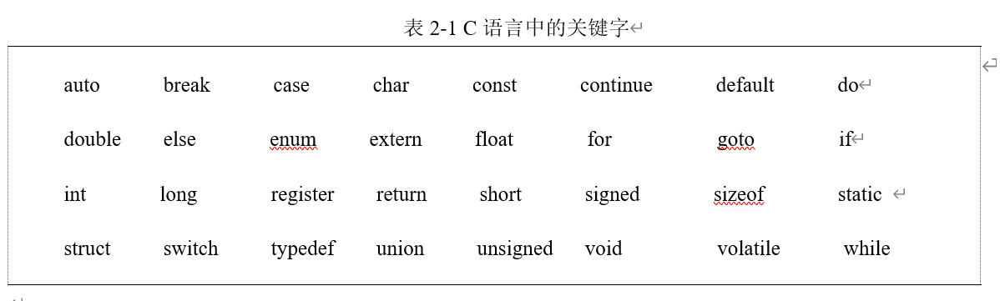 表 2-1 C 语言中的关键字
auto break case char const continue default do
double else enum extern float for goto if
int long register return short signed sizeof static
struct switch typedef union unsigned void volatile while